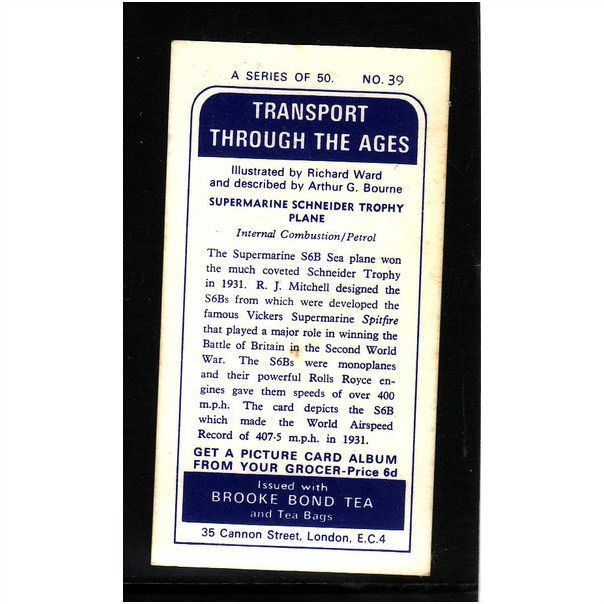 A SERIES OF 50. NO. 39
TRANSPORT
THROUGH THE AGES
Illustrated by Richard Ward
and described by Arthur G. Bourne
SUPERMARINE SCHNEIDER TROPHY
PLANE
Internal Combustion/Petrol
The Supermarine S6B Sea plane won
the much coveted Schneider Trophy
in 1931. R. J. Mitchell designed the
S6Bs from which were developed the
famous Vickers Supermarine Spitfire
that played a major role in winning the
Battle of Britain in the Second World
War. The S6Bs were monoplanes
and their powerful Rolls Royce en-
gines gave them speeds of over 400
m.p.h. The card depicts the S6B
which made the World Airspeed
Record of 407·5 m.p.h. in 1931.
GET A PICTURE CARD ALBUM
FROM YOUR GROCER-Price 6d
Issued with
BROOKE BOND TEA
and Tea Bags
35 Cannon Street, London, E.C.4